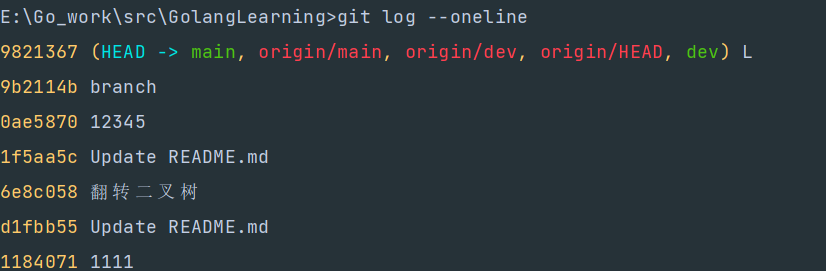 E:\Go_work\src\GolangLearning>git log --oneline
9821367 (HEAD -> main, origin/main, origin/dev, origin/HEAD, dev) L
9b2114b branch
0ae5870 12345
1f5aa5c Update README.md
6e8c058 翻转二叉树
d1fbb55 Update README.md
1184071 1111